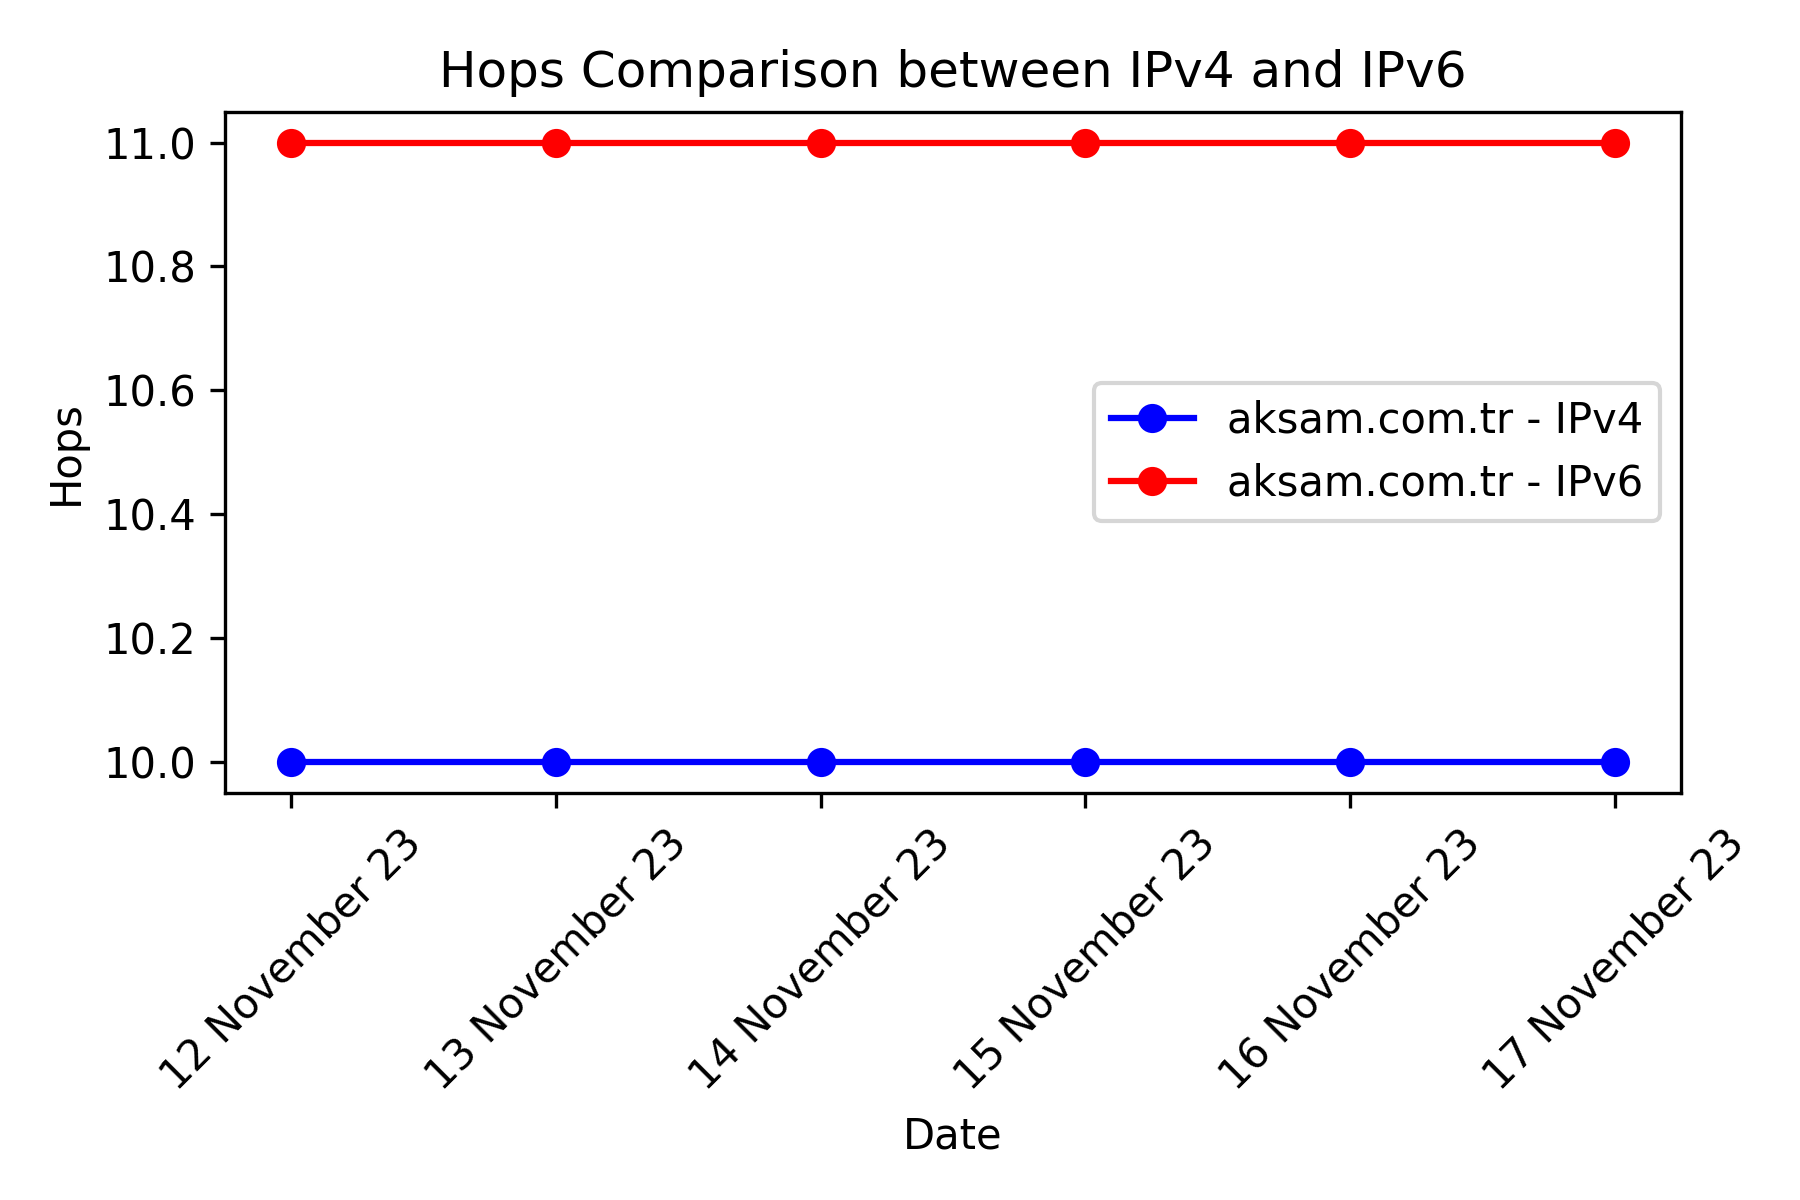 Hops Comparison between IPv4 and IPv6
Hops
11.0
10.8
10.6
10.4
10.2
10.0
aksam.com.tr - IPv4
aksam.com.tr - IPv6
12 November 23
13 November 23
14 November 23
15 November 23
16 November 23
17 November 23
Date